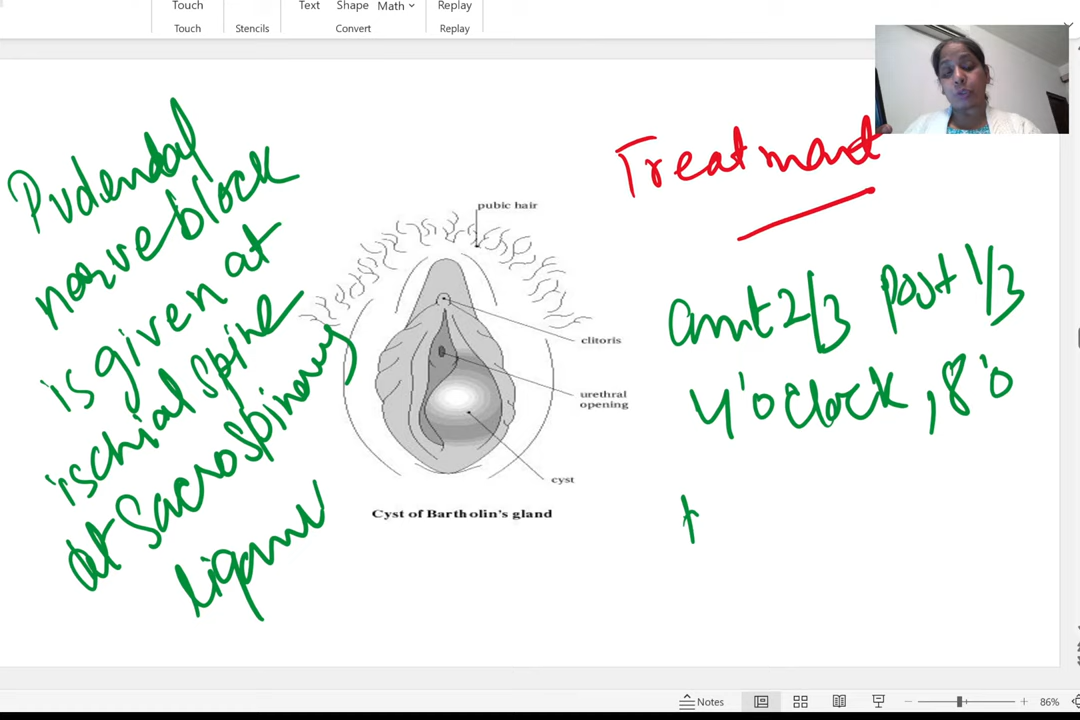 Touch
Text Shape Math
Replay
Touch
Stencils
Convert
Replay
Treatment
Pudendal
nerve block
is given at
ischial spine
at sacrospinous
ligam
pubic hair
clitoris
urethral
opening
cyst
Cyst of Bartholin's gland
ant 2/3 post 1/3
4'o clock, 8'o
Notes
86%